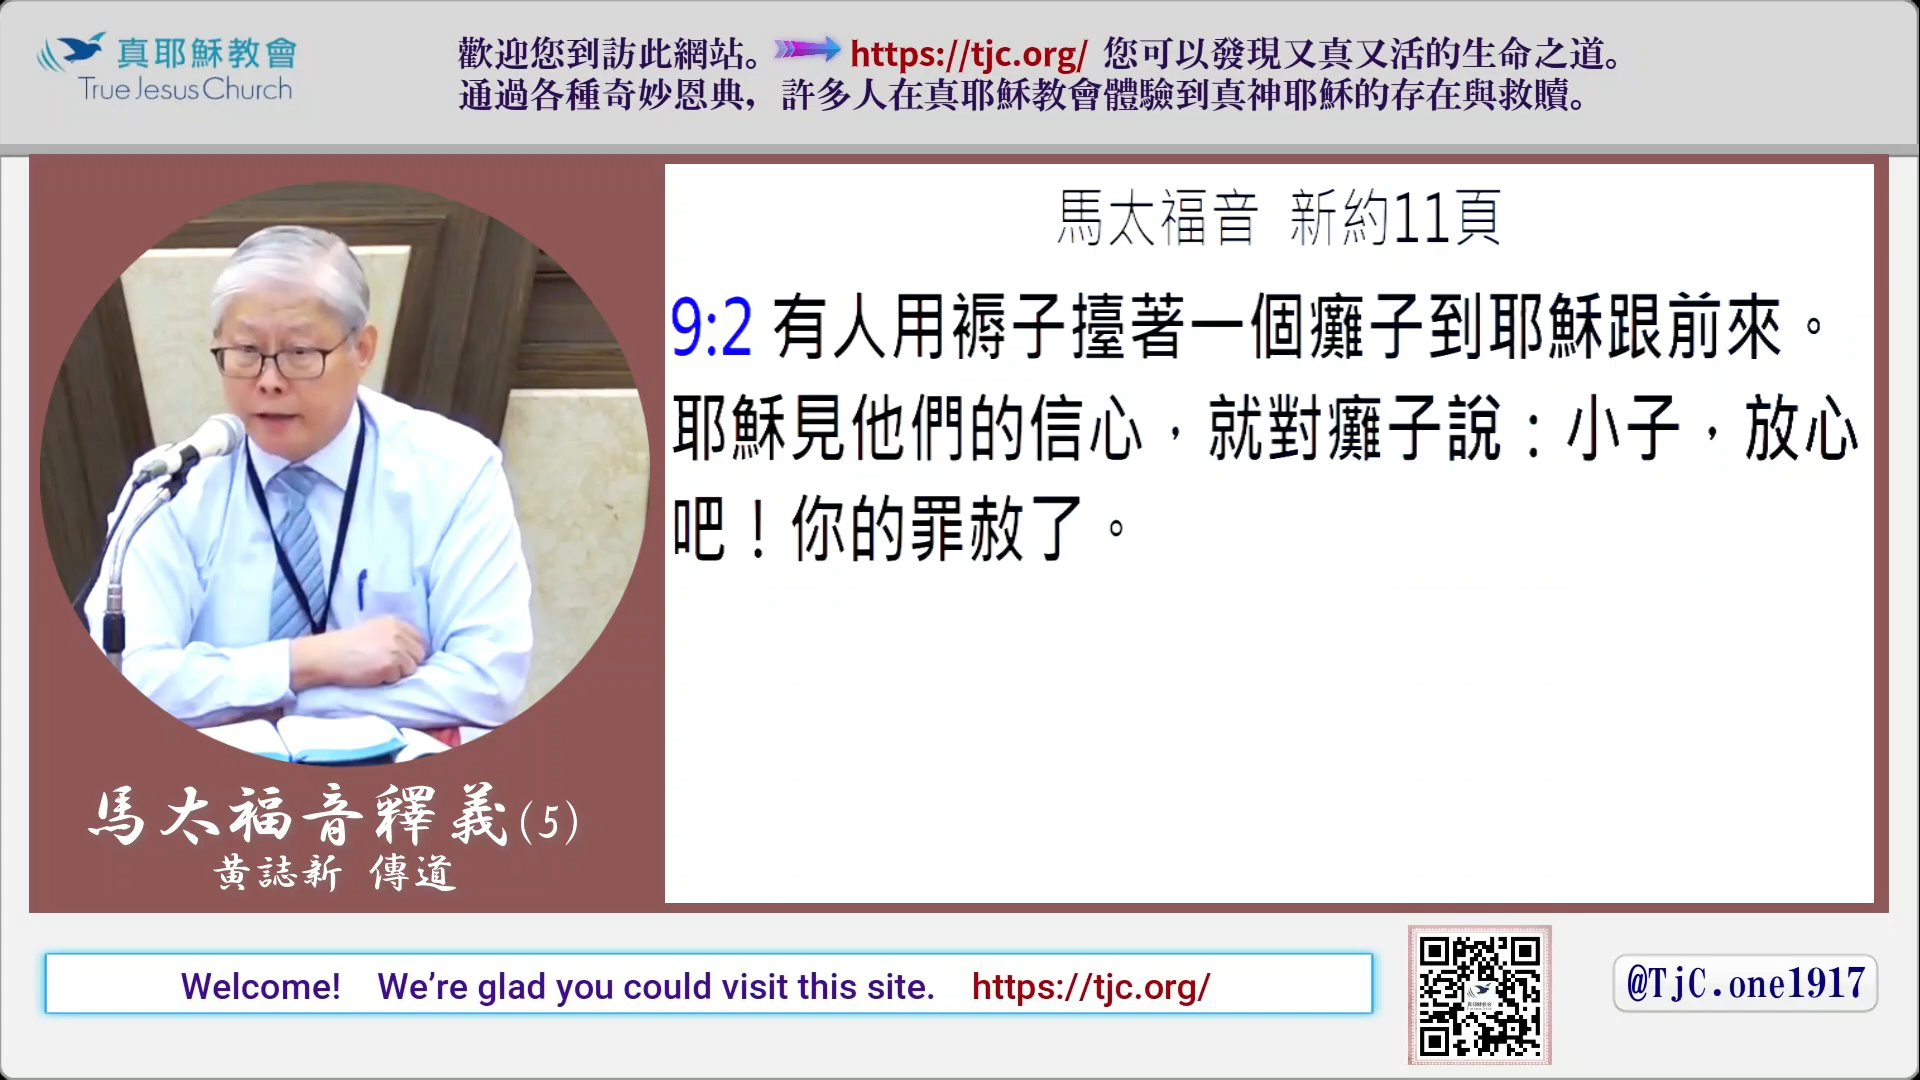 真耶穌教會
True Jesus Church
歡迎您到訪此網站。 https://tjc.org/ 您可以發現又真又活的生命之道。
通過各種奇妙恩典，許多人在真耶穌教會體驗到真神耶穌的存在與救贖。
馬太福音 新約11頁
9:2 有人用褥子擡著一個癱子到耶穌跟前來。
耶穌見他們的信心，就對癱子說：小子，放心
吧！你的罪赦了。
馬太福音釋義(5)
黄誌新 傳道
Welcome! We’re glad you could visit this site. https://tjc.org/
@TjC.one1917